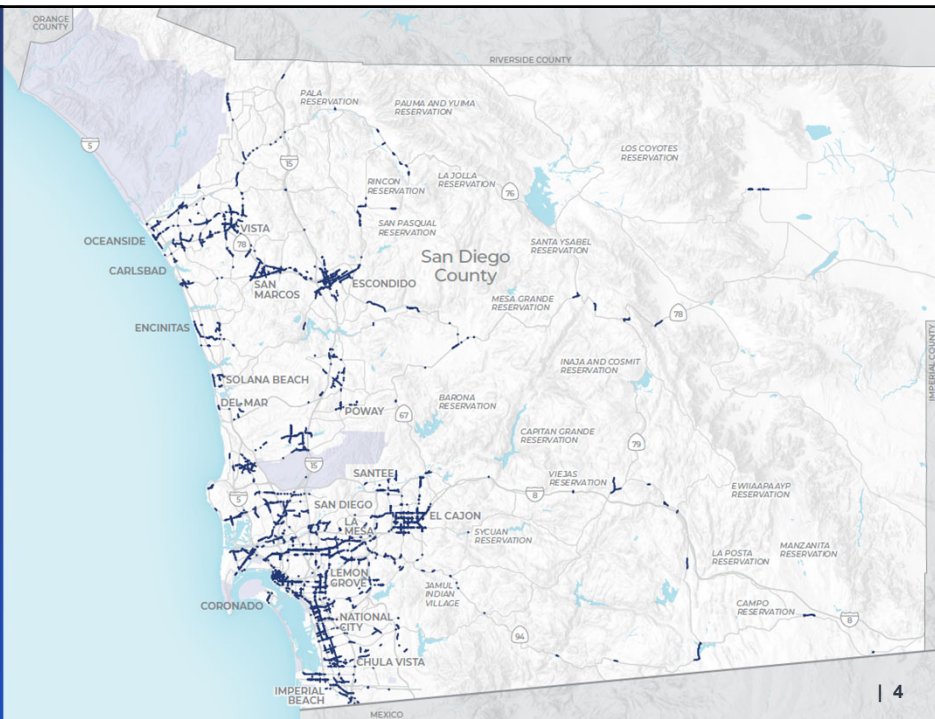 ORANGE
COUNTY
RIVERSIDE COUNTY
PALA
RESERVATION
PAUMA AND YUIMA
RESERVATION
5
15
LOS COYOTES
RESERVATION
RINCON
RESERVATION
LA JOLLA
RESERVATION
76
VISTA
SAN PASQUAL
RESERVATION
OCEANSIDE
78
SANTA YSABEL
RESERVATION
CARLSBAD
San Diego
County
SAN
MARCOS
ESCONDIDO
MESA GRANDE
RESERVATION
78
ENCINITAS
IMPERIAL COUNTY
INAJA AND COSMIT
RESERVATION
SOLANA BEACH
DEL MAR
POWAY
67
BARONA
RESERVATION
CAPITAN GRANDE
RESERVATION
79
15
SANTEE
VIEJAS
RESERVATION
8
EWIIAAPAAYP
RESERVATION
5
SAN DIEGO
EL CAJON
LA
MESA
SYCUAN
RESERVATION
LA POSTA
RESERVATION
MANZANITA
RESERVATION
LEMON
GROVE
JAMUL
INDIAN
VILLAGE
CORONADO
CAMPO
RESERVATION
8
NATIONAL
CITY
94
CHULA VISTA
IMPERIAL
BEACH
MEXICO
| 4